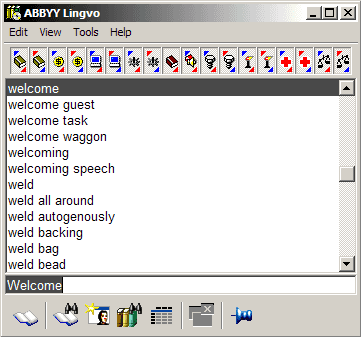 ABBYY Lingvo
Edit View Tools Help
welcome
welcome guest
welcome task
welcome waggon
welcoming
welcoming speech
weld
weld all around
weld autogenously
weld backing
weld bag
weld bead
Welcome